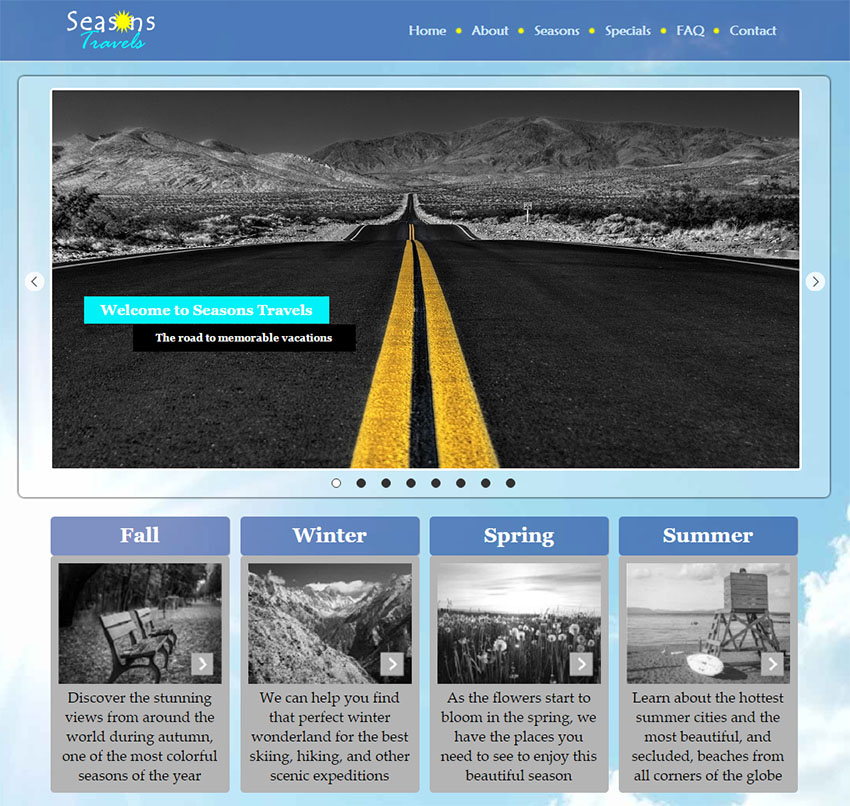 Seasons
Travels
Home About Seasons Specials FAQ Contact
Welcome to Seasons Travels
The road to memorable vacations
Fall
Discover the stunning
views from around the
world during autumn,
one of the most colorful
seasons of the year
Winter
We can help you find
that perfect winter
wonderland for the best
skiing, hiking, and other
scenic expeditions
Spring
As the flowers start to
bloom in the spring, we
have the places you
need to see to enjoy this
beautiful season
Summer
Learn about the hottest
summer cities and the
most beautiful, and
secluded, beaches from
all corners of the globe